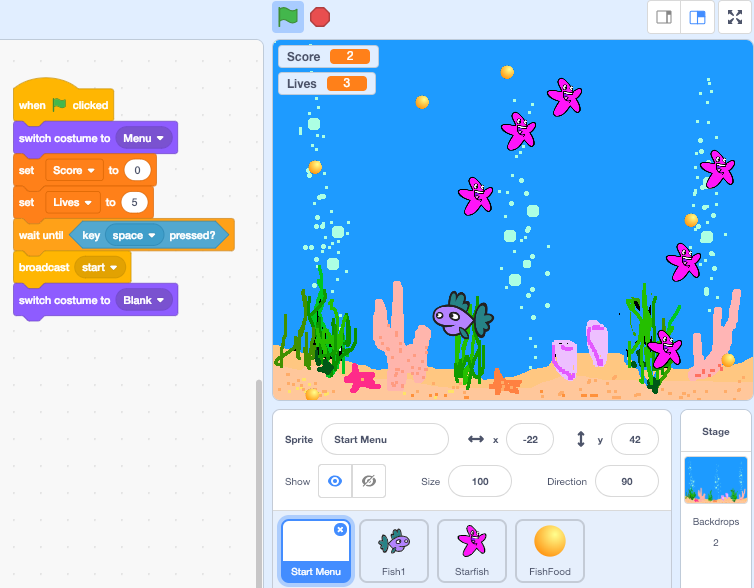 Score 2
Lives 3
when clicked
switch costume to Menu
set Score to 0
set Lives to 5
wait until key space pressed?
broadcast start
switch costume to Blank
Sprite Start Menu x -22 y 42
Show Size 100 Direction 90
Start Menu Fish1 Starfish FishFood
Stage
Backdrops
2